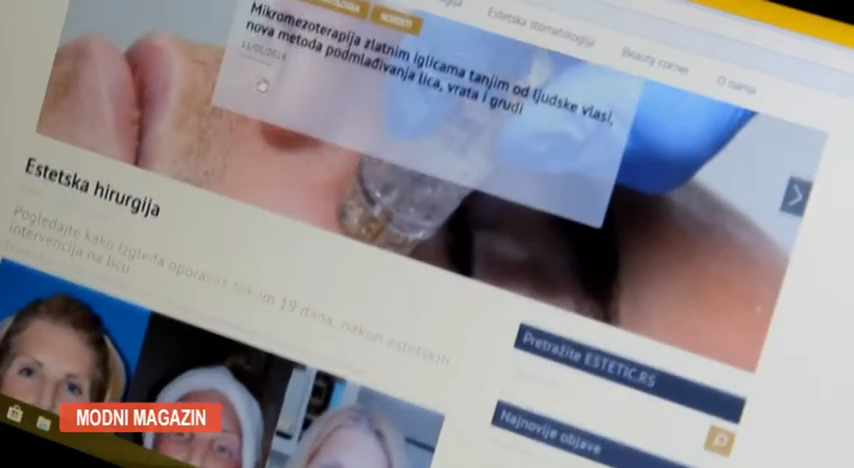 NOVOSTI
Estetska stomatologija
Beauty corner
O nama
Mikromezoterapija zlatnim iglicama tanjim od ljudske vlasi,
nova metoda podmlađivanja lica, vrata i grudi
Estetska hirurgija
Pogledajte kako izgleda oporavak tokom 19 dana, nakon estetskih
intervencija na licu
Pretražite ESTETIC.RS
Najnovije objave
MODNI MAGAZIN